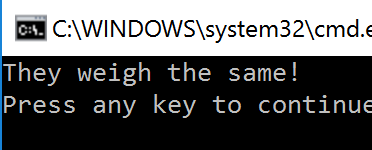 C:\WINDOWS\system32\cmd.e
They weigh the same!
Press any key to continue